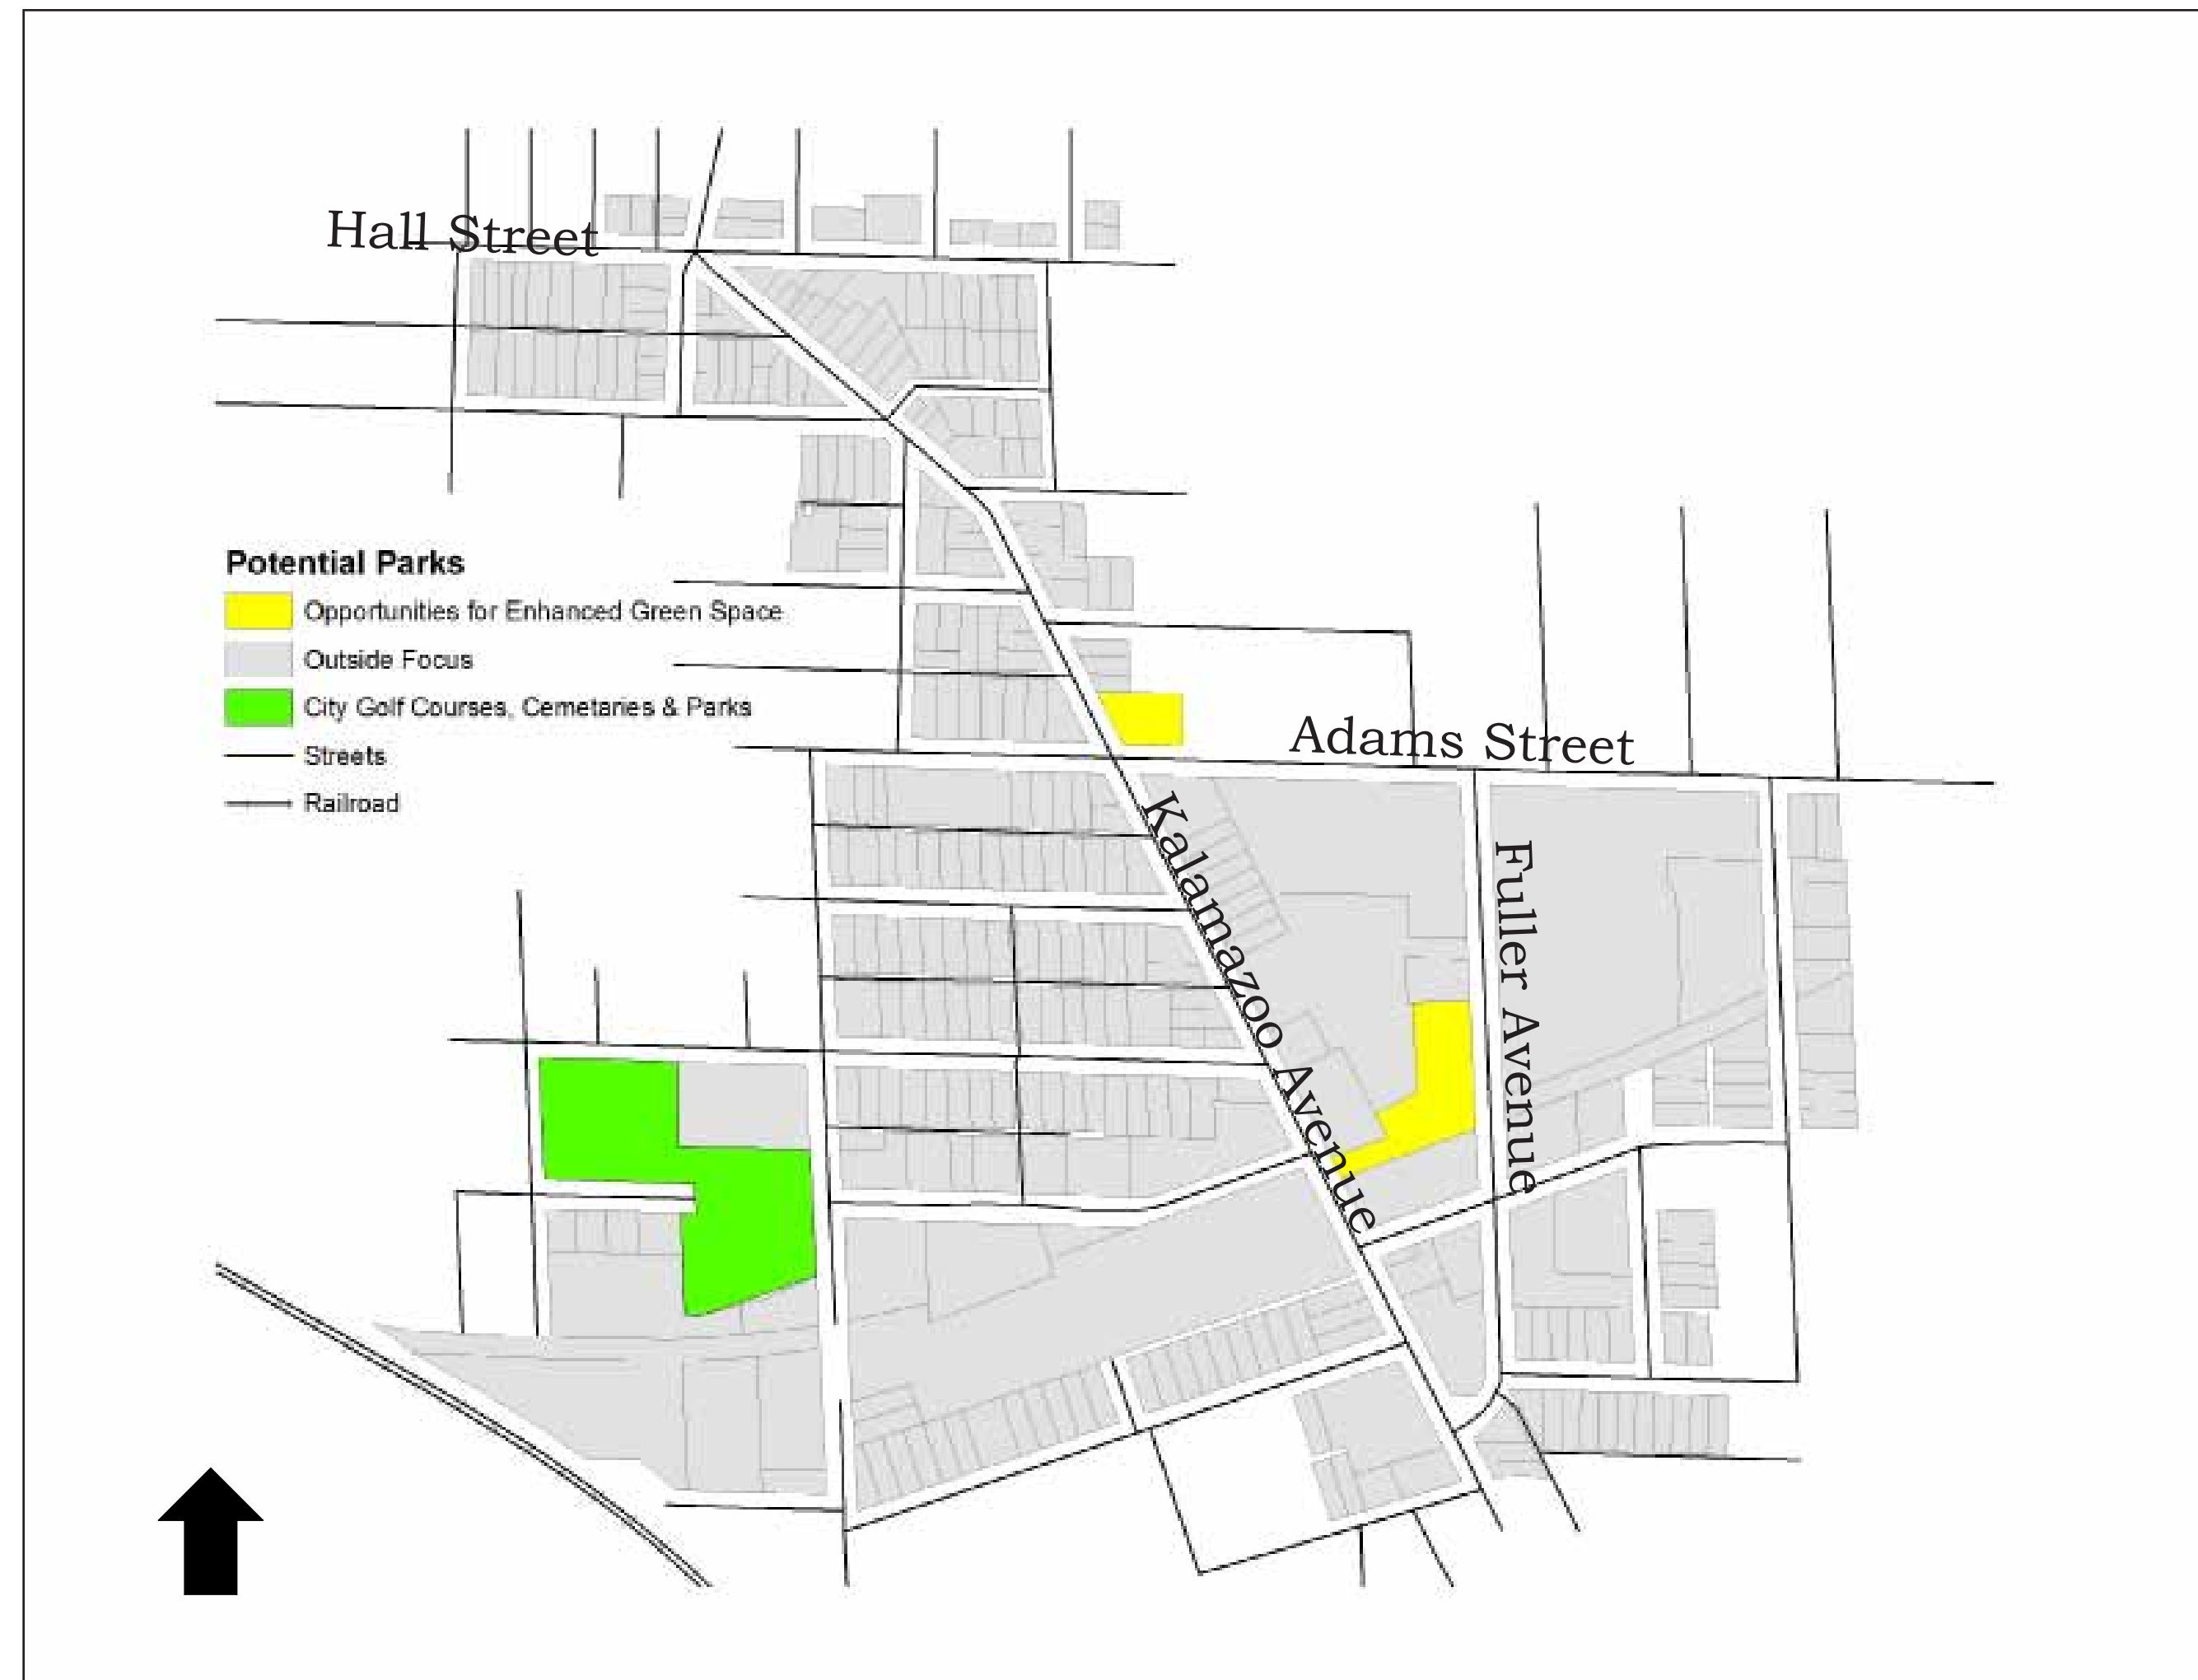 Hall Street
Potential Parks
Opportunities for Enhanced Green Space
Outside Focus
City Golf Courses, Cemetaries & Parks
Streets
Railroad
Adams Street
Kalamazoo Avenue
Fuller Avenue